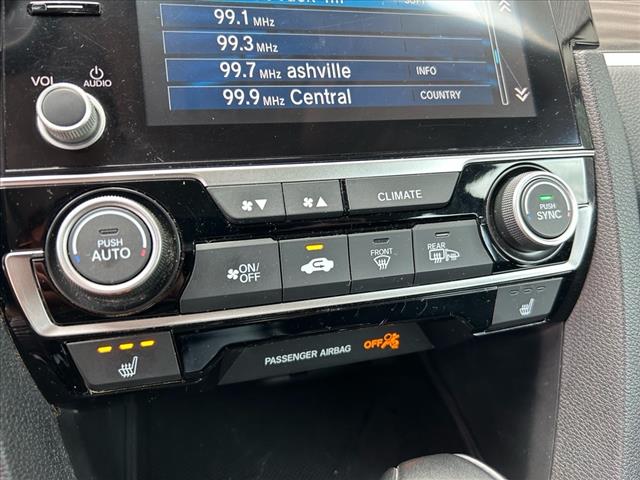 99.1 MHz
99.3 MHz
99.7 MHz ashville INFO
99.9 MHz Central COUNTRY
VOL AUDIO
CLIMATE
PUSH AUTO
PUSH SYNC
ON/OFF
FRONT
REAR
PASSENGER AIRBAG OFF